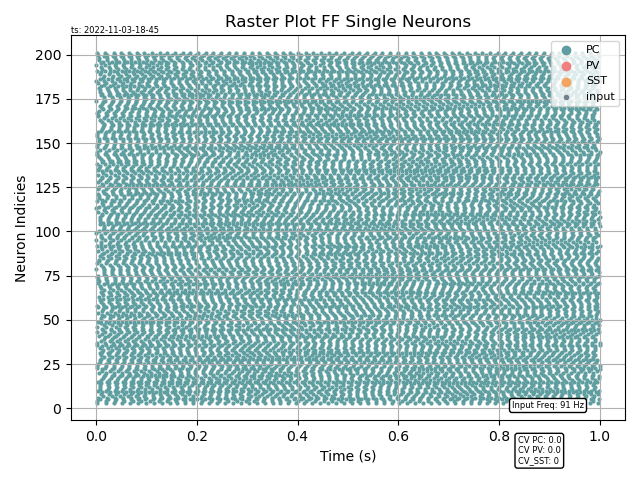 Raster Plot FF Single Neurons
ts: 2022-11-03-18-45
PC
PV
SST
input
200
175
150
125
100
75
50
25
0
Neuron Indicies
Input Freq: 91 Hz
0.0 0.2 0.4 0.6 0.8 1.0
Time (s)
CV PC: 0.0
CV PV: 0.0
CV_SST: 0